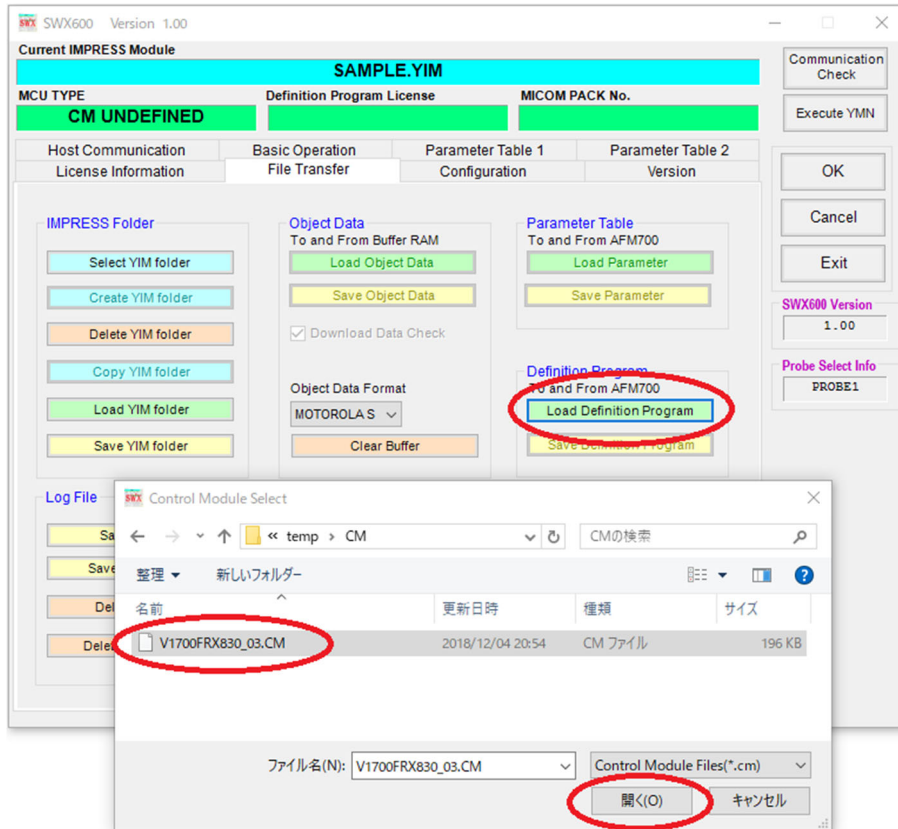 SWX SWX600 Version 1.00
Current IMPRESS Module
SAMPLE.YIM
MCU TYPE
Definition Program License
MICOM PACK No.
CM UNDEFINED
Communication Check
Execute YMN
Host Communication
Basic Operation
Parameter Table 1
Parameter Table 2
License Information
File Transfer
Configuration
Version
OK
Cancel
Exit
SWX600 Version
1.00
Probe Select Info
PROBE1
IMPRESS Folder
Select YIM folder
Create YIM folder
Delete YIM folder
Copy YIM folder
Load YIM folder
Save YIM folder
Object Data
To and From Buffer RAM
Load Object Data
Save Object Data
Download Data Check
Object Data Format
MOTOROLA S
Clear Buffer
Parameter Table
To and From AFM700
Load Parameter
Save Parameter
Definition Program
To and From AFM700
Load Definition Program
Save Definition Program
Log File
Sa
Save
Del
Delete
SWX Control Module Select
« temp › CM
CMの検索
整理
新しいフォルダー
名前
更新日時
種類
サイズ
V1700FRX830_03.CM
2018/12/04 20:54
CM ファイル
196 KB
ファイル名(N):
V1700FRX830_03.CM
Control Module Files(*.cm)
開く(O)
キャンセル